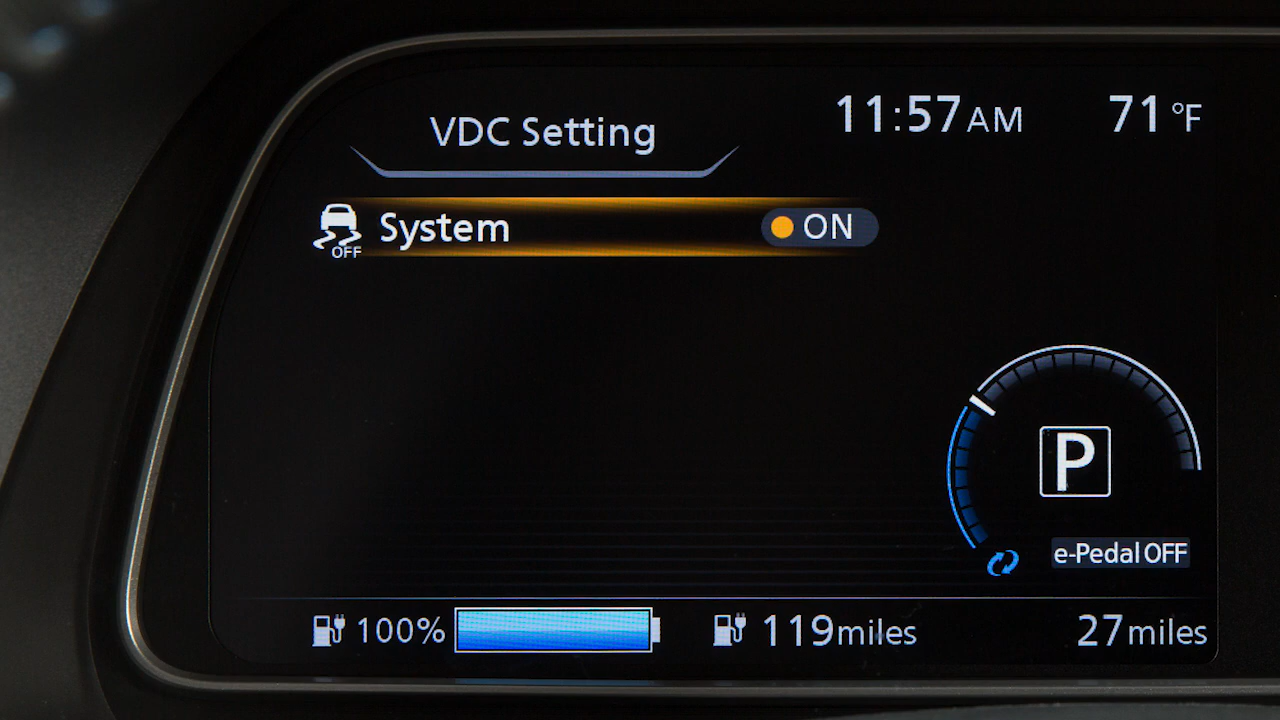 VDC Setting
11:57 AM 71 °F
System ON
OFF
P
e-Pedal OFF
100% 119 miles 27 miles